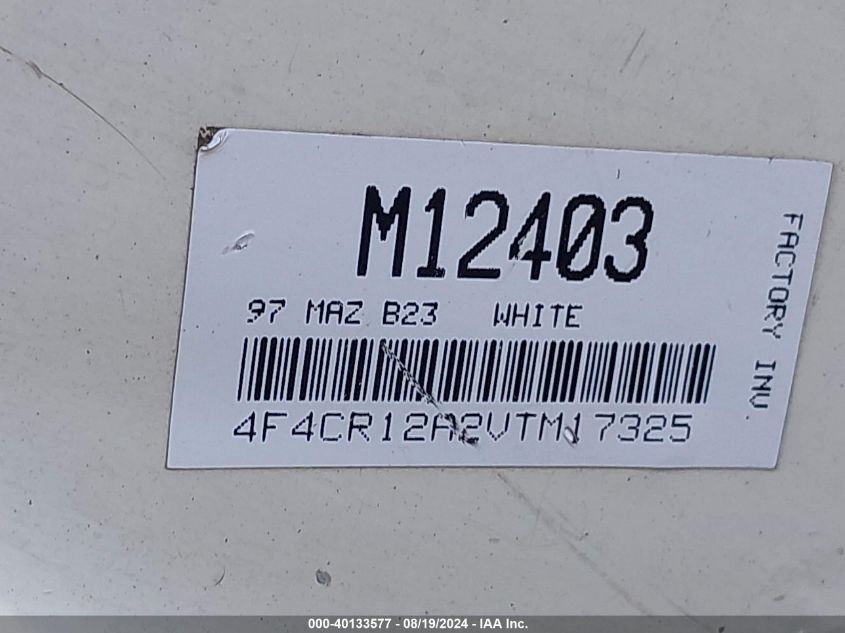 M12403
97 MAZ B23 WHITE
4F4CR12A2VTM17325
FACTORY INV.
000-40133577 - 08/19/2024 - IAA Inc.